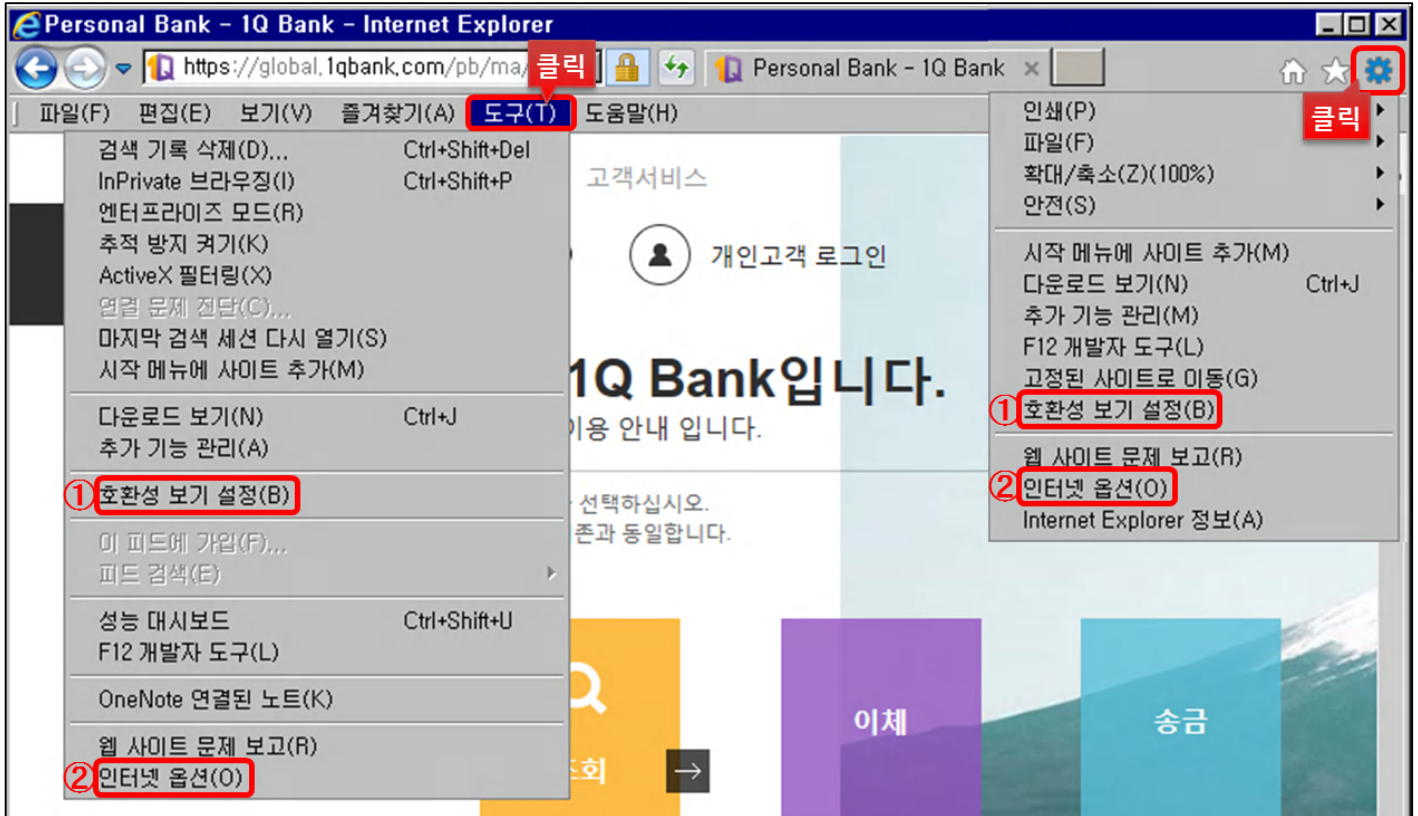 Personal Bank - 1Q Bank - Internet Explorer
https://global.1qbank.com/pb/ma/
클릭
Personal Bank - 1Q Bank
파일(F) 편집(E) 보기(V) 즐겨찾기(A) 도구(T) 도움말(H)
검색 기록 삭제(D)... Ctrl+Shift+Del
InPrivate 브라우징(I) Ctrl+Shift+P
엔터프라이즈 모드(R)
추적 방지 켜기(K)
ActiveX 필터링(X)
연결 문제 진단(C)...
마지막 검색 세션 다시 열기(S)
시작 메뉴에 사이트 추가(M)
다운로드 보기(N) Ctrl+J
추가 기능 관리(A)
① 호환성 보기 설정(B)
이 피드에 가입(F)...
피드 검색(E)
성능 대시보드 Ctrl+Shift+U
F12 개발자 도구(L)
OneNote 연결된 노트(K)
웹 사이트 문제 보고(R)
② 인터넷 옵션(O)
고객서비스
개인고객 로그인
1Q Bank입니다.
이용 안내 입니다.
선택하십시오.
존과 동일합니다.
조회
이체
송금
클릭
인쇄(P)
파일(F)
확대/축소(Z)(100%)
안전(S)
시작 메뉴에 사이트 추가(M)
다운로드 보기(N) Ctrl+J
추가 기능 관리(M)
F12 개발자 도구(L)
고정된 사이트로 이동(G)
① 호환성 보기 설정(B)
웹 사이트 문제 보고(R)
② 인터넷 옵션(O)
Internet Explorer 정보(A)